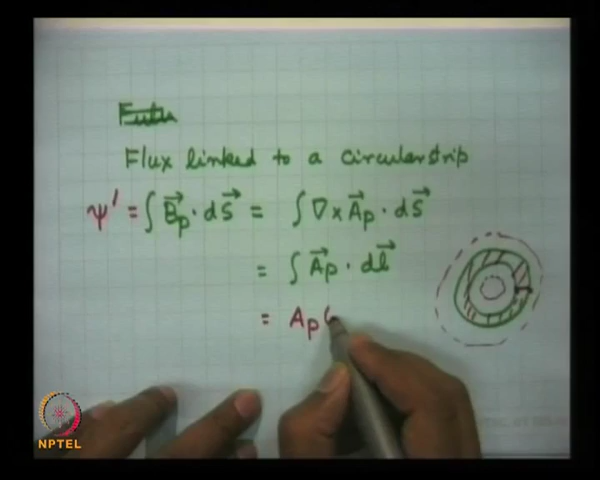 Flux linked to a circular strip
ψ' = ∫ B⃗p · dS⃗ = ∫ ∇ × A⃗p · dS⃗
= ∫ A⃗p · dl⃗
= Ap (
NPTEL